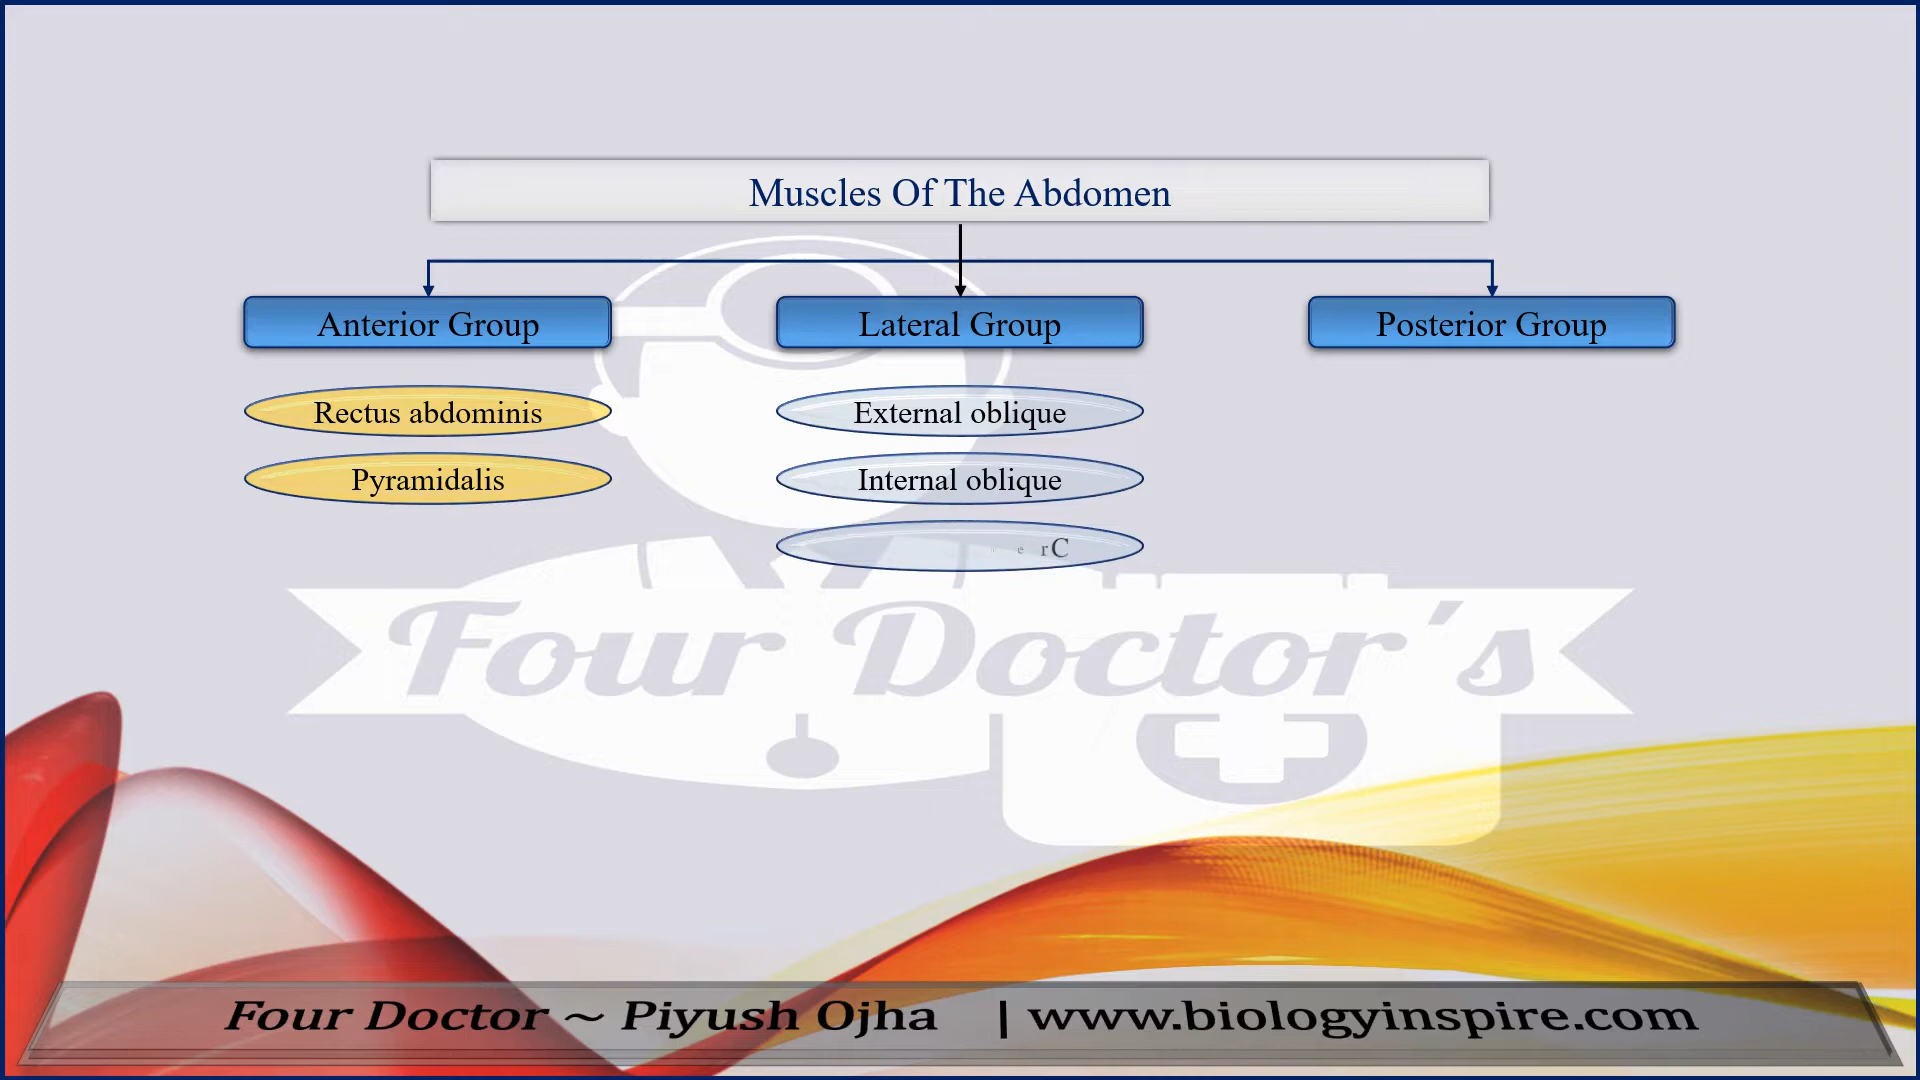 Muscles Of The Abdomen
Anterior Group
Lateral Group
Posterior Group
Rectus abdominis
External oblique
Pyramidalis
Internal oblique
Four Doctor's
Four Doctor ~ Piyush Ojha | www.biologyinspire.com